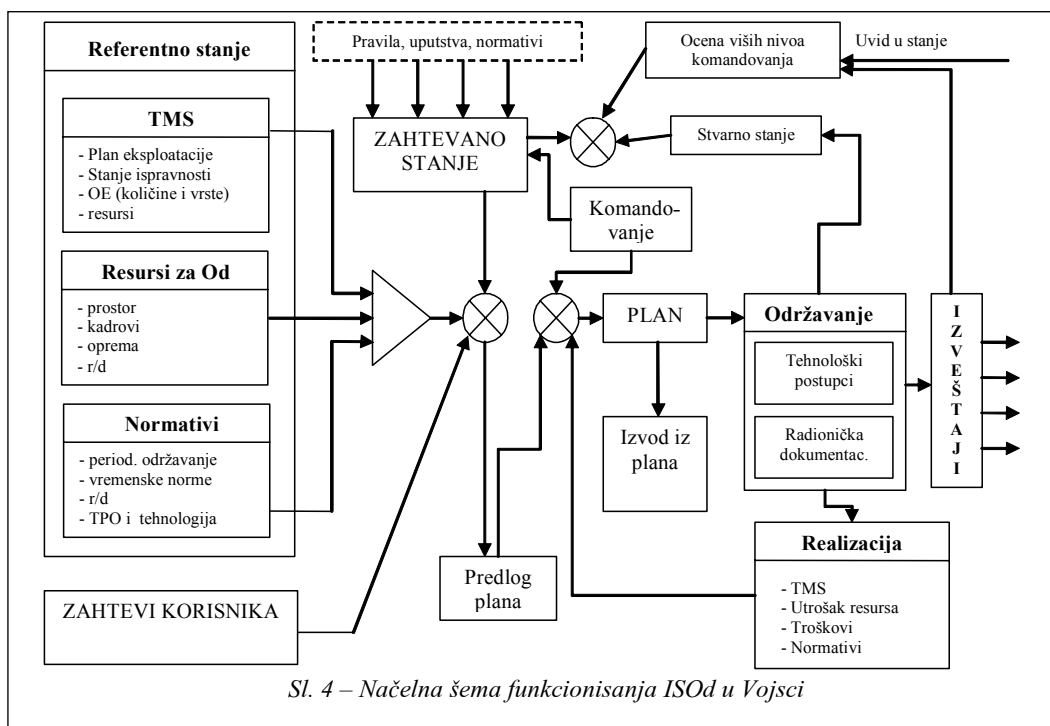 Referentno stanje
TMS
- Plan eksploatacije
- Stanje ispravnosti
- OE (količine i vrste)
- resursi
Resursi za Od
- prostor
- kadrovi
- oprema
- r/d
Normativi
- period. održavanje
- vremenske norme
- r/d
- TPO i tehnologija
ZAHTEVI KORISNIKA
Pravila, uputstva, normativi
ZAHTEVANO
STANJE
Ocena viših nivoa
komandovanja
Uvid u stanje
Stvarno stanje
Komando-
vanje
PLAN
Izvod iz
plana
Predlog
plana
Održavanje
Tehnološki
postupci
Radionička
dokumentac.
I
Z
V
E
Š
T
A
J
I
Realizacija
- TMS
- Utrošak resursa
- Troškovi
- Normativi
Sl. 4 – Načelna šema funkcionisanja ISOd u Vojsci